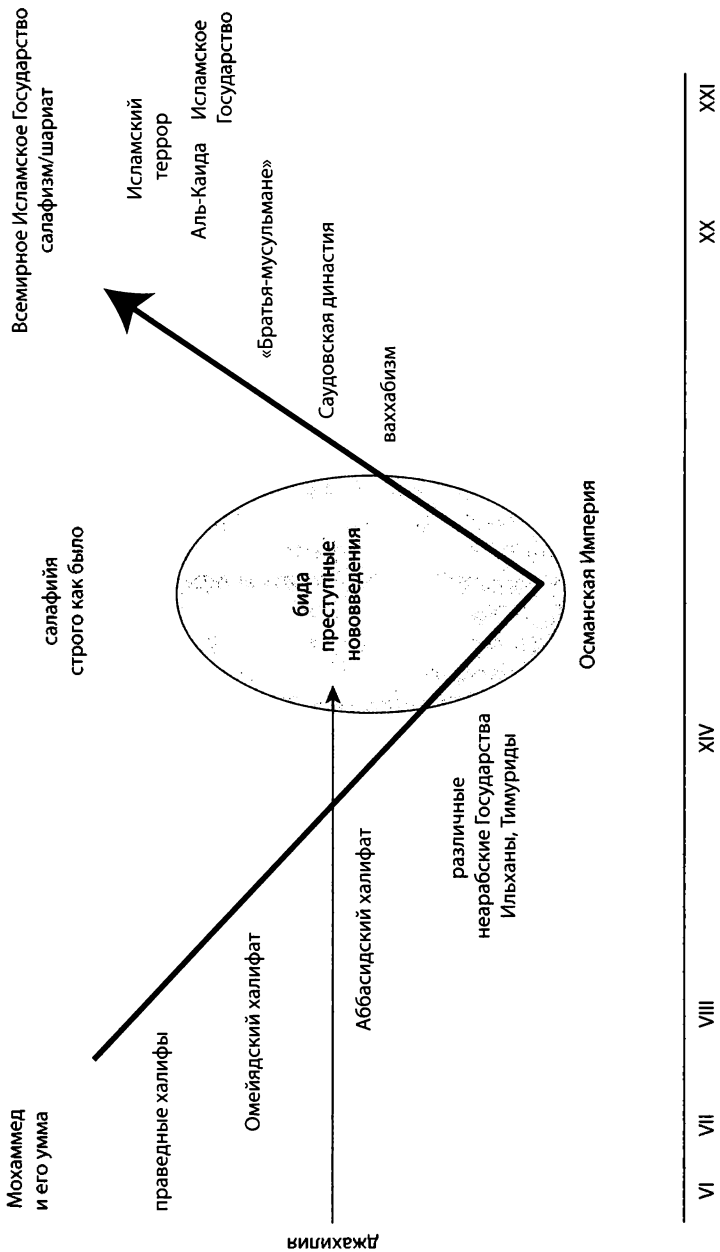 Мохаммед
и его умма
салафийя
строго как было
Всемирное Исламское Государство
салафизм/шариат
праведные халифы
Исламский
террор
Омейядский халифат
Аль-Каида
Исламское
Государство
«Братья-мусульмане»
джахилия
бида
преступные
нововведения
Саудовская династия
Аббасидский халифат
ваххабизм
различные
неарабские Государства
Ильханы, Тимуриды
Османская Империя
VI
VII
VIII
XIV
XX
XXI